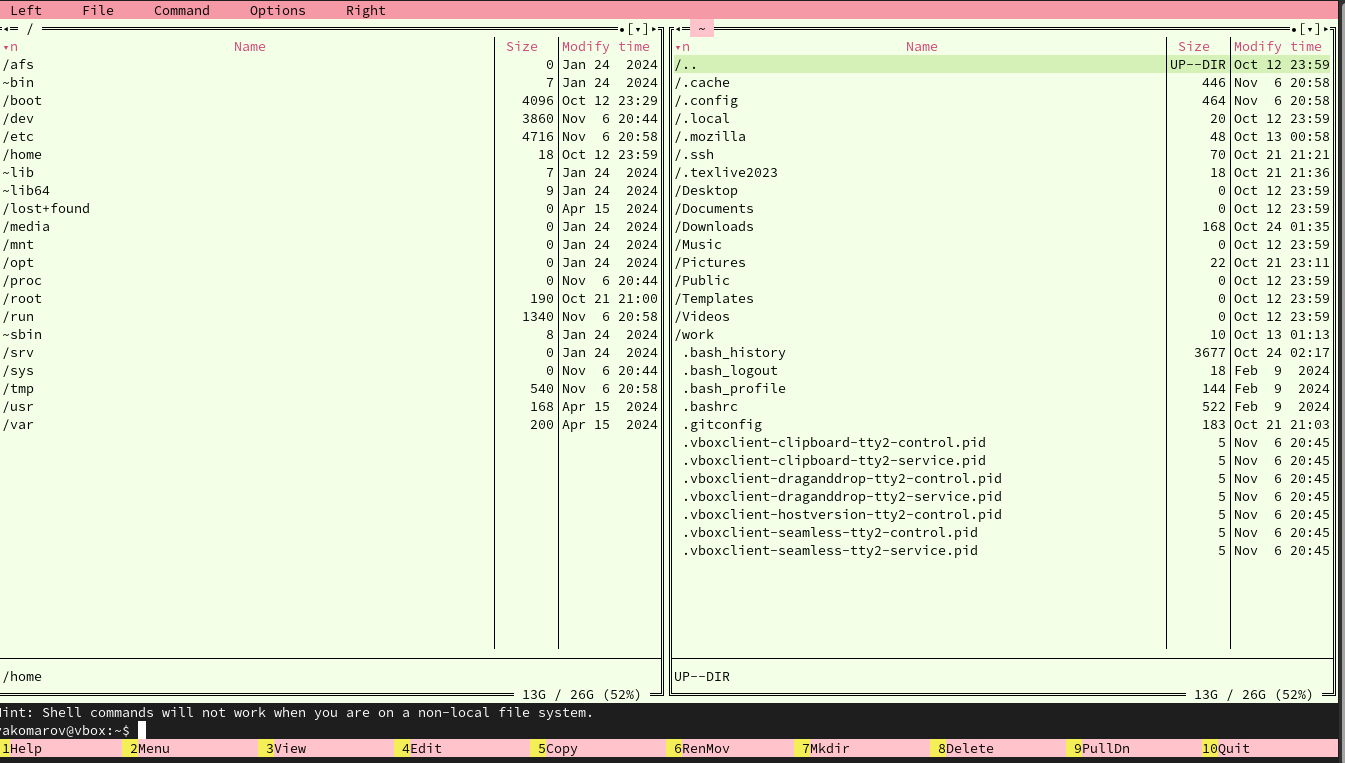 Left File Command Options Right
/ [▾] ~ [▾]
▾n Name Size Modify time ▾n Name Size Modify time
/afs 0 Jan 24 2024 /.. UP--DIR Oct 12 23:59
~bin 7 Jan 24 2024 /.cache 446 Nov 6 20:58
/boot 4096 Oct 12 23:29 /.config 464 Nov 6 20:58
/dev 3860 Nov 6 20:44 /.local 20 Oct 12 23:59
/etc 4716 Nov 6 20:58 /.mozilla 48 Oct 13 00:58
/home 18 Oct 12 23:59 /.ssh 70 Oct 21 21:21
~lib 7 Jan 24 2024 /.texlive2023 18 Oct 21 21:36
~lib64 9 Jan 24 2024 /Desktop 0 Oct 12 23:59
/lost+found 0 Apr 15 2024 /Documents 0 Oct 12 23:59
/media 0 Jan 24 2024 /Downloads 168 Oct 24 01:35
/mnt 0 Jan 24 2024 /Music 0 Oct 12 23:59
/opt 0 Jan 24 2024 /Pictures 22 Oct 21 23:11
/proc 0 Nov 6 20:44 /Public 0 Oct 12 23:59
/root 190 Oct 21 21:00 /Templates 0 Oct 12 23:59
/run 1340 Nov 6 20:58 /Videos 0 Oct 12 23:59
~sbin 8 Jan 24 2024 /work 10 Oct 13 01:13
/srv 0 Jan 24 2024 .bash_history 3677 Oct 24 02:17
/sys 0 Nov 6 20:44 .bash_logout 18 Feb 9 2024
/tmp 540 Nov 6 20:58 .bash_profile 144 Feb 9 2024
/usr 168 Apr 15 2024 .bashrc 522 Feb 9 2024
/var 200 Apr 15 2024 .gitconfig 183 Oct 21 21:03
.vboxclient-clipboard-tty2-control.pid 5 Nov 6 20:45
.vboxclient-clipboard-tty2-service.pid 5 Nov 6 20:45
.vboxclient-draganddrop-tty2-control.pid 5 Nov 6 20:45
.vboxclient-draganddrop-tty2-service.pid 5 Nov 6 20:45
.vboxclient-hostversion-tty2-control.pid 5 Nov 6 20:45
.vboxclient-seamless-tty2-control.pid 5 Nov 6 20:45
.vboxclient-seamless-tty2-service.pid 5 Nov 6 20:45
/home UP--DIR
13G / 26G (52%) 13G / 26G (52%)
Hint: Shell commands will not work when you are on a non-local file system.
yakomarov@vbox:~$
1Help 2Menu 3View 4Edit 5Copy 6RenMov 7Mkdir 8Delete 9PullDn 10Quit